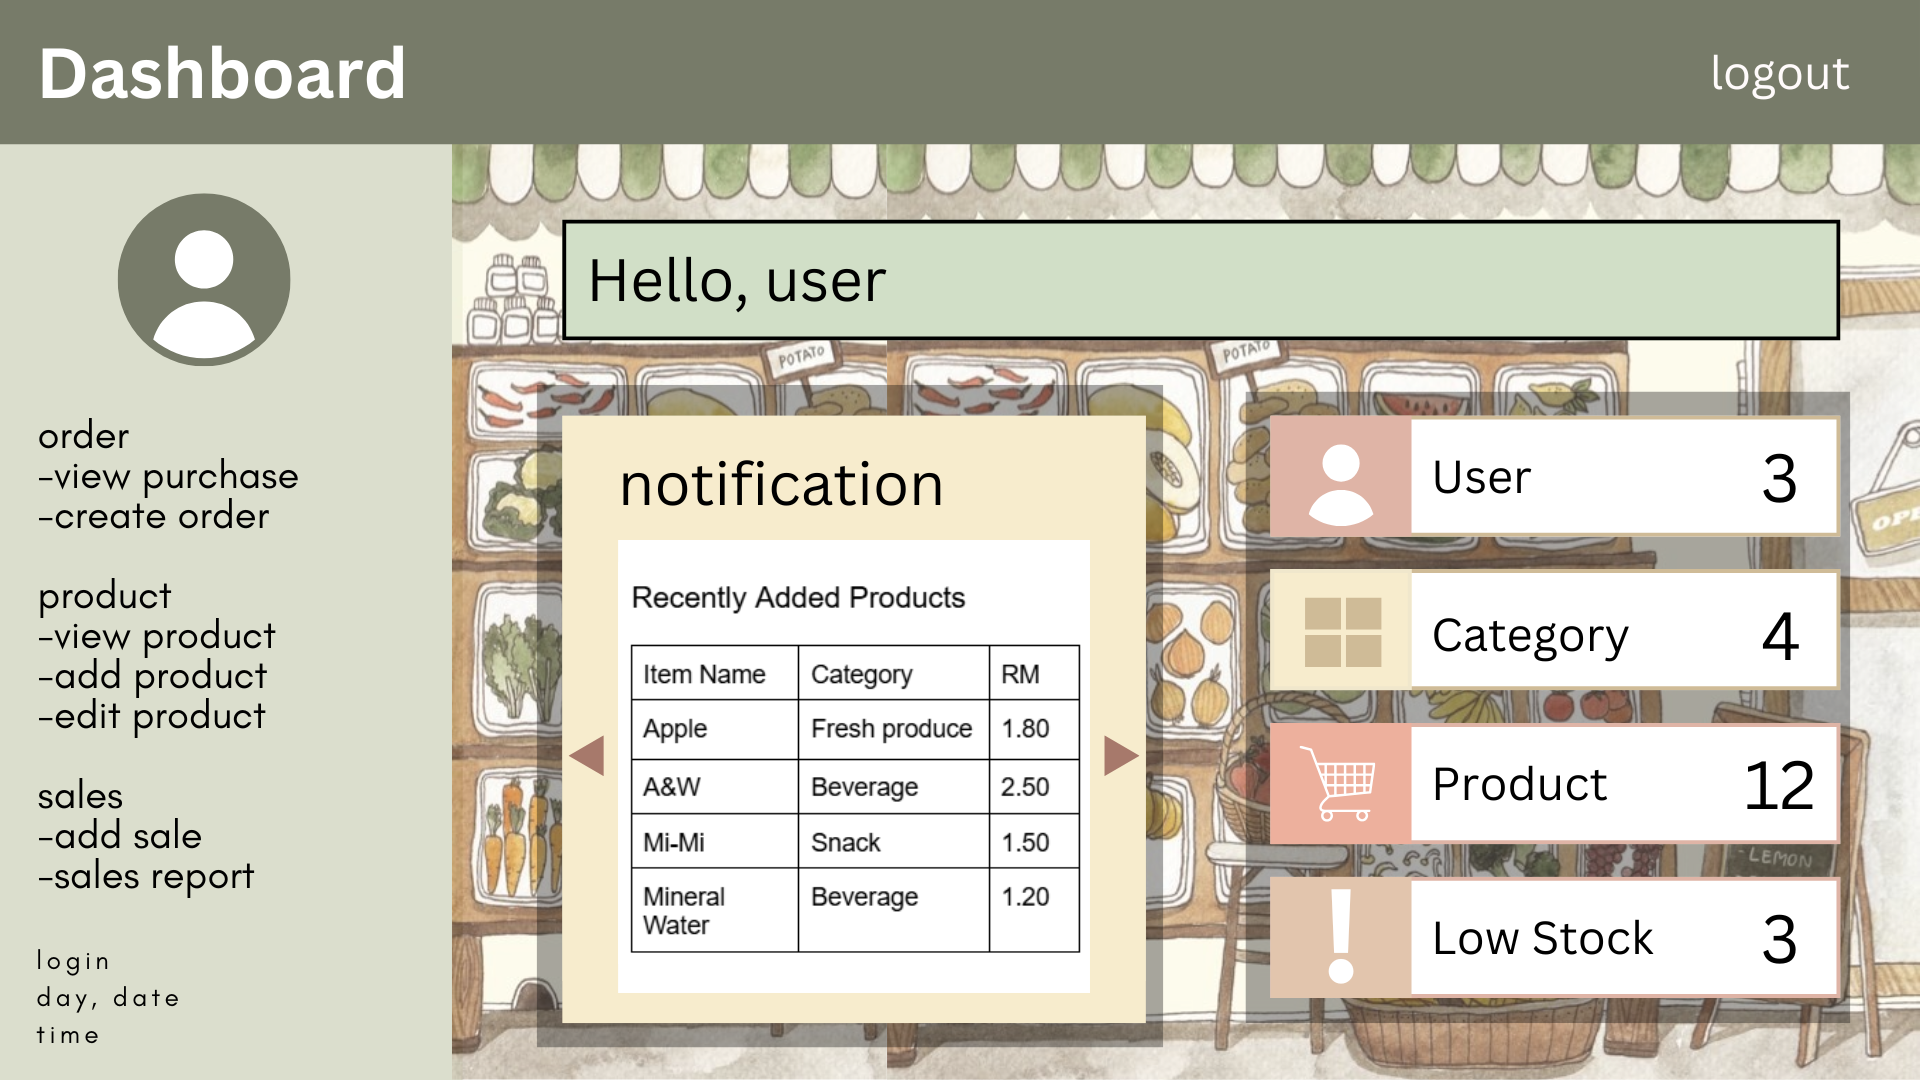 Dashboard
logout
order
-view purchase
-create order
product
-view product
-add product
-edit product
sales
-add sale
-sales report
login
day, date
time
Hello, user
POTATO
POTATO
notification
Recently Added Products
Item Name Category RM
Apple Fresh produce 1.80
A&W Beverage 2.50
Mi-Mi Snack 1.50
Mineral Beverage 1.20
Water
User 3
Category 4
Product 12
Low Stock 3
OPE
-LEMON